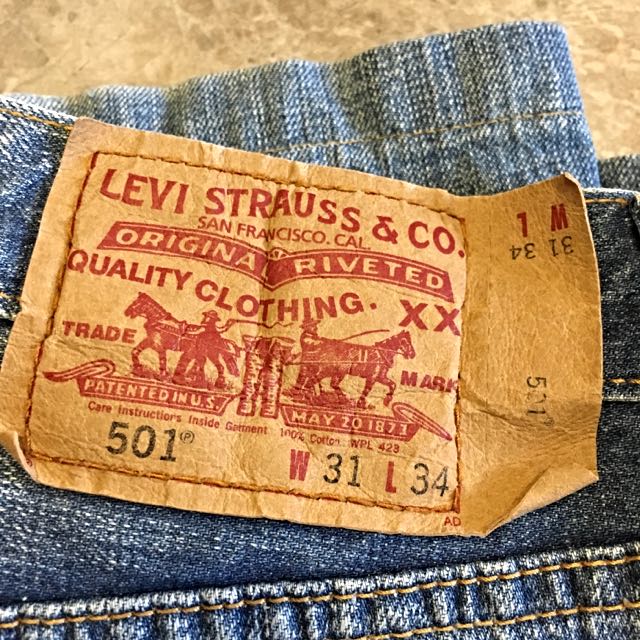 LEVI STRAUSS & CO.
SAN FRANCISCO, CAL.
ORIGINAL RIVETED
QUALITY CLOTHING. XX
TRADE MARK
PATENTED IN U.S. MAY 20 1873
Care Instructions Inside Garment 100% Cotton WPL 423
501 ℗
W 31 L 34
AD
L W
31 34
501